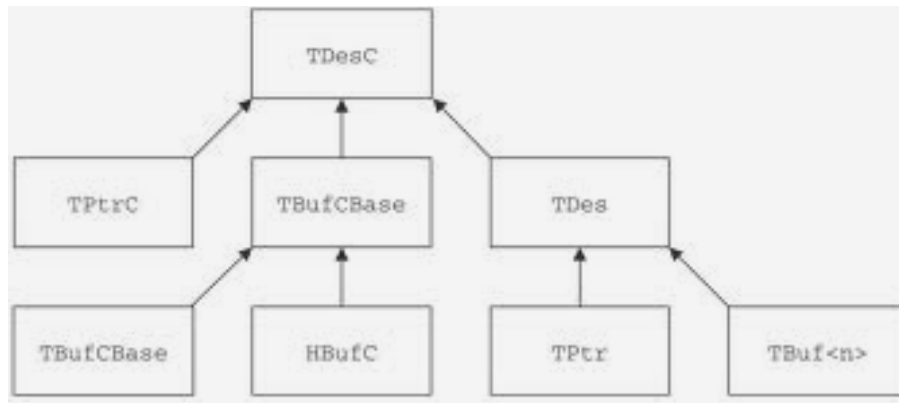 TDesC
TPtrC
TBufCBase
TDes
TBufCBase
HBufC
TPtr
TBuf<n>